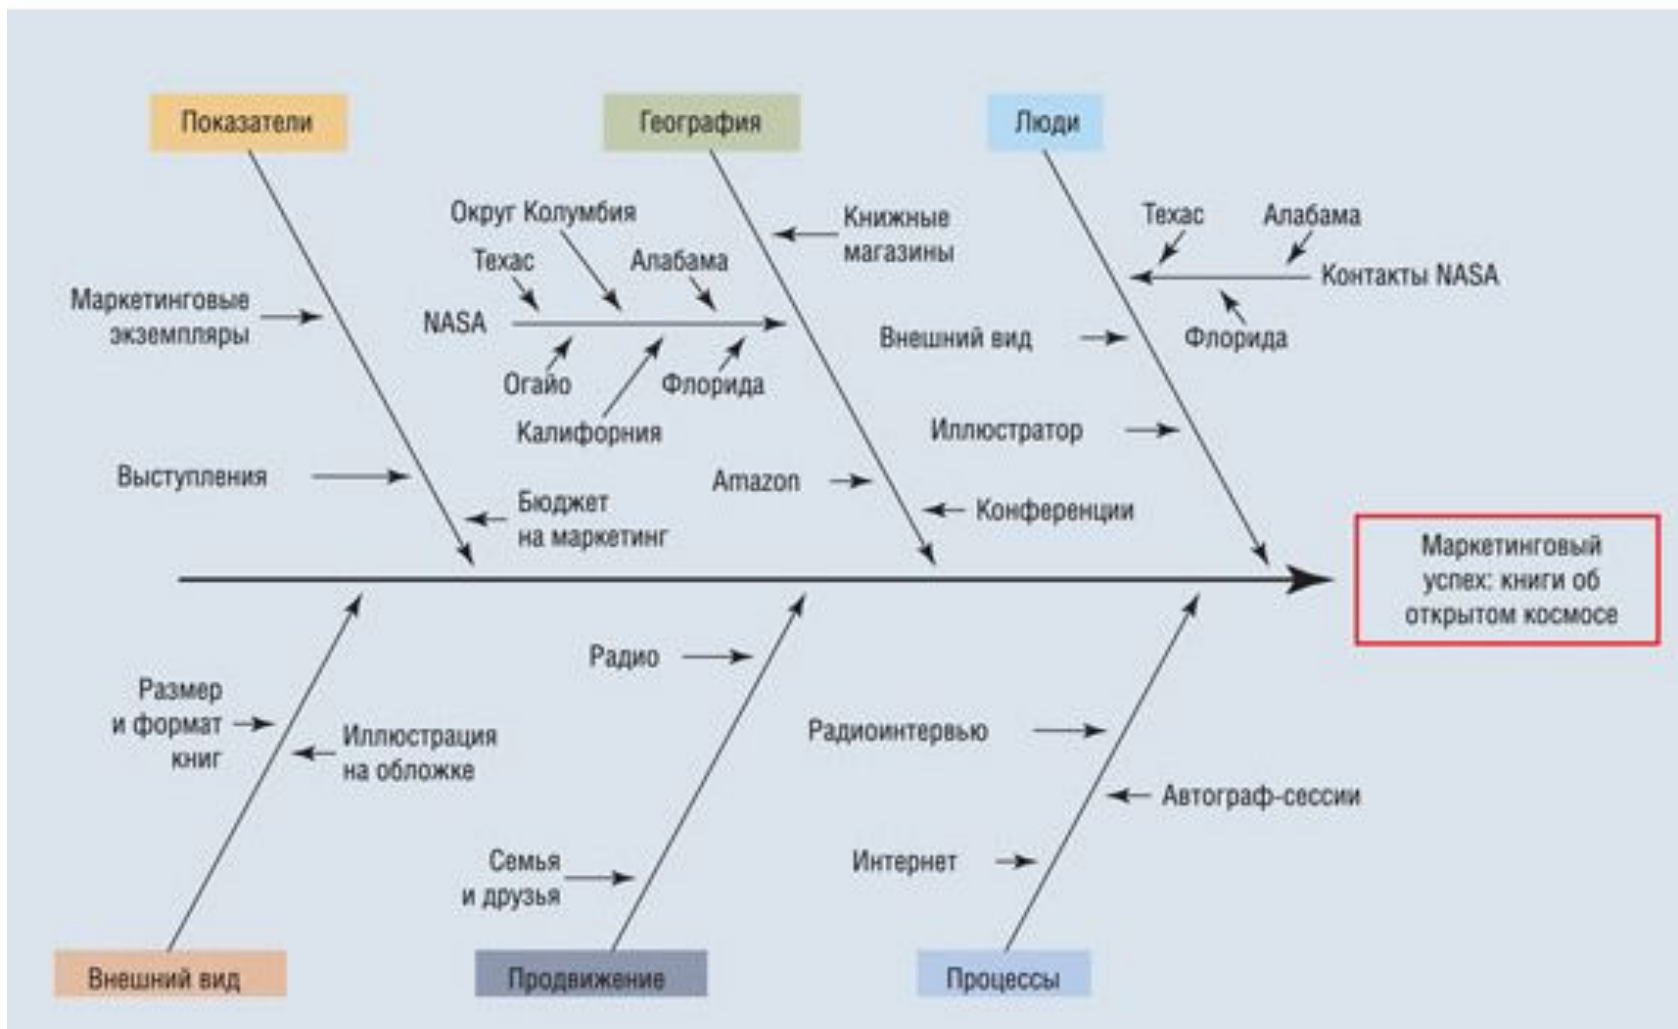 Показатели
География
Люди
Округ Колумбия
Техас
Алабама
NASA
Огайо
Флорида
Калифорния
Книжные
магазины
Техас
Алабама
Контакты NASA
Флорида
Маркетинговые
экземпляры
Внешний вид
Иллюстратор
Выступления
Бюджет
на маркетинг
Amazon
Конференции
Маркетинговый
успех: книги об
открытом космосе
Размер
и формат
книг
Иллюстрация
на обложке
Радио
Семья
и друзья
Радиоинтервью
Автограф-сессии
Интернет
Внешний вид
Продвижение
Процессы